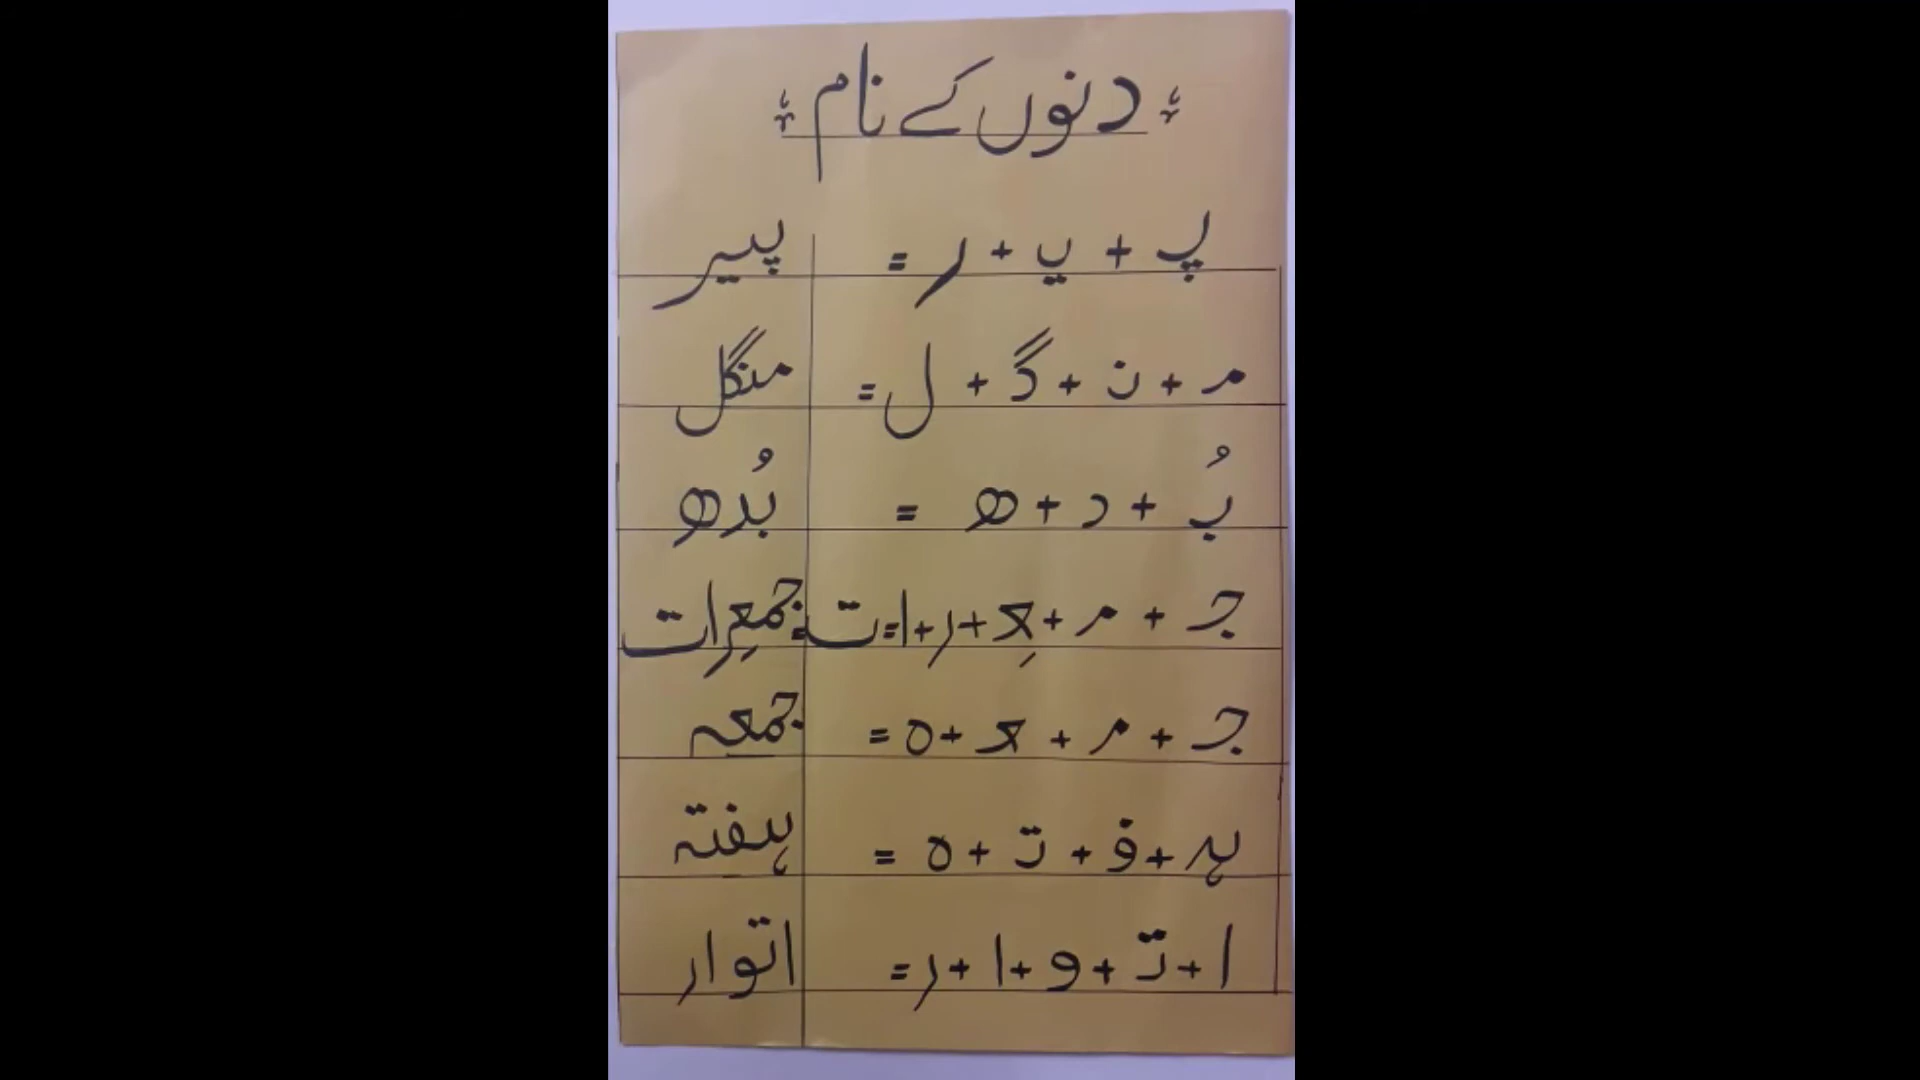 دنوں کے نام
پ + ی + ر = پیر
م + ن + گ + ل = منگل
بُ + د + ھ = بُدھ
ج + م + عِ + ر + ا = ت = جمعِرات
ج + م + ع + ہ = جمعہ
ہ + ف + ت + ہ = ہفتہ
ا + ت + و + ا + ر = اتوار